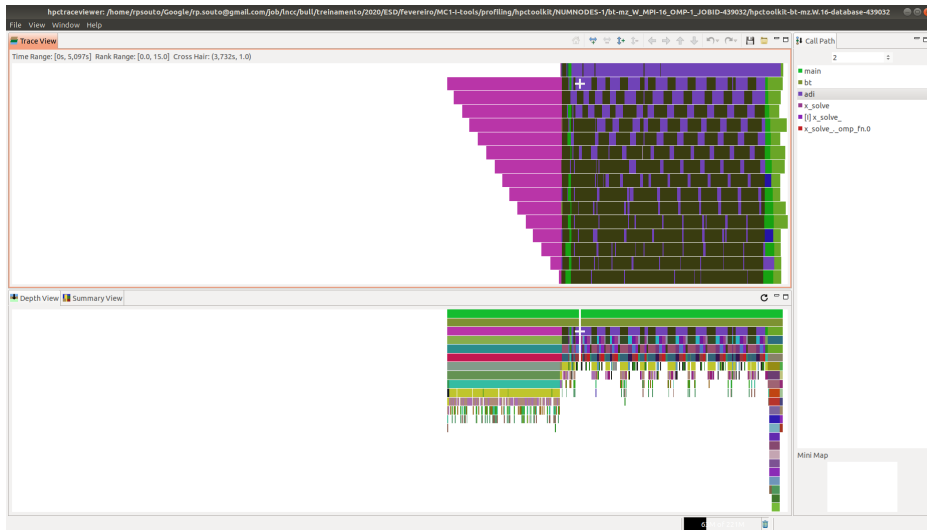 hpctraceviewer: /home/rpsouto/Google/rp.souto@gmail.com/job/lncc/bull/treinamento/2020/ESD/fevereiro/MC1-I-tools/profiling/hpctoolkit/NUMNODES-1/bt-mz_W_MPI-16_OMP-1_JOBID-439032/hpctoolkit-bt-mz.W.16-database-439032
File View Window Help
Trace View
Time Range: [0s, 5,097s] Rank Range: [0.0, 15.0] Cross Hair: (3,732s, 1.0)
Call Path
2
main
bt
adi
x_solve
[I] x_solve_
x_solve_._omp_fn.0
Depth View
Summary View
Mini Map